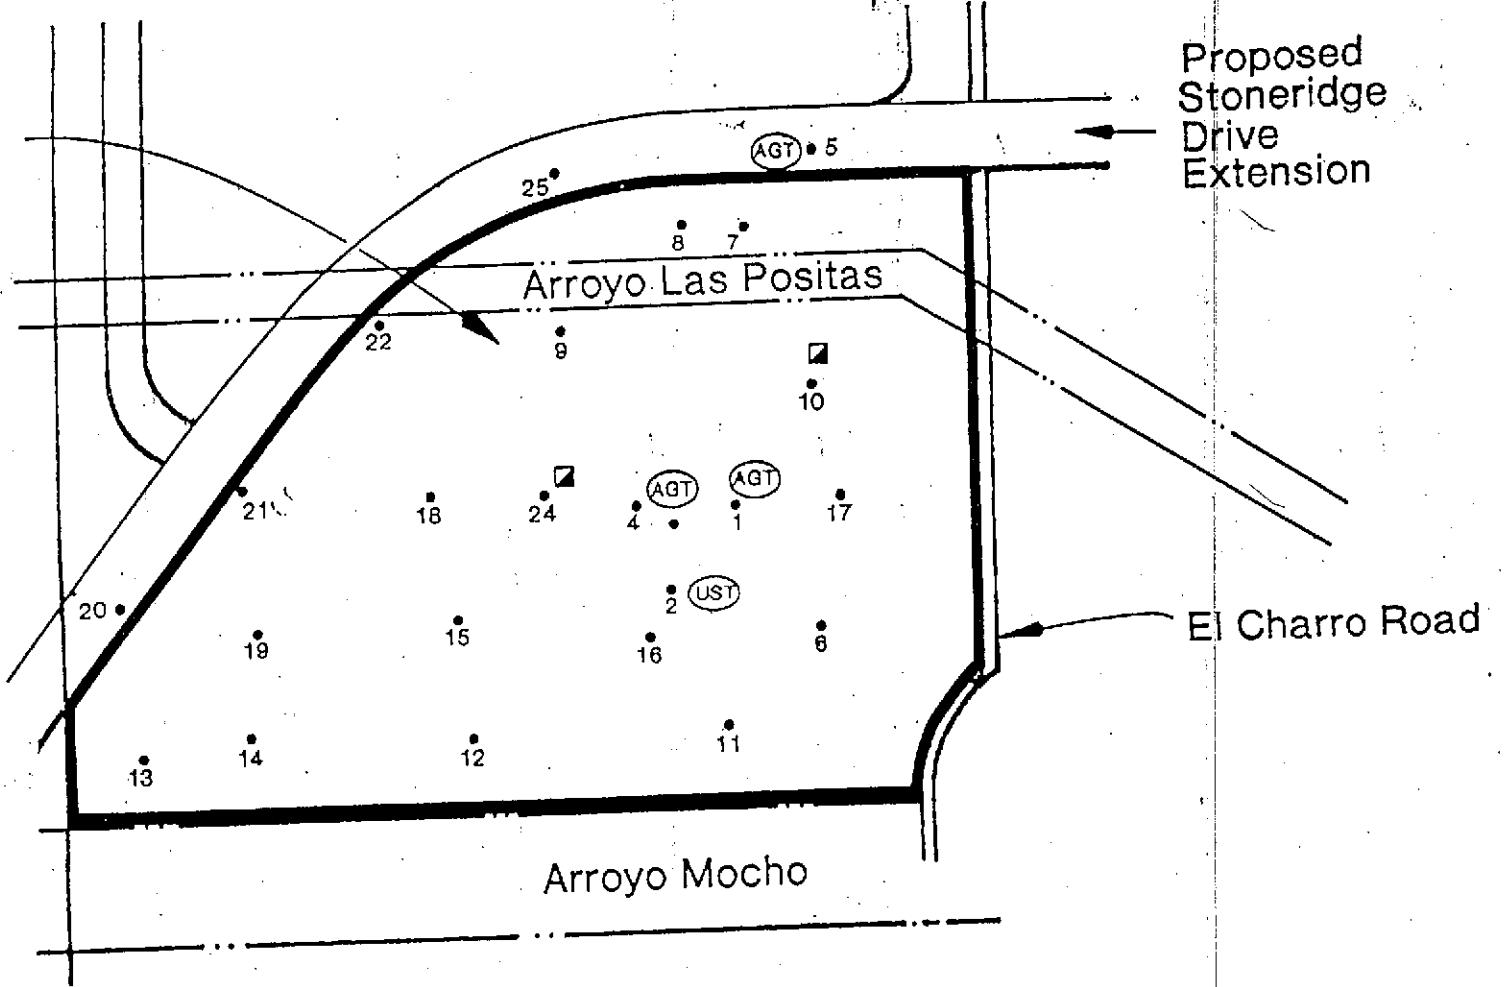 Proposed
Stoneridge
Drive
Extension
AGT
5
25
8
7
Arroyo Las Positas
22
9
10
AGT
AGT
21
18
24
4
1
17
2
UST
20
19
15
16
6
El Charro Road
13
14
12
11
Arroyo Mocho